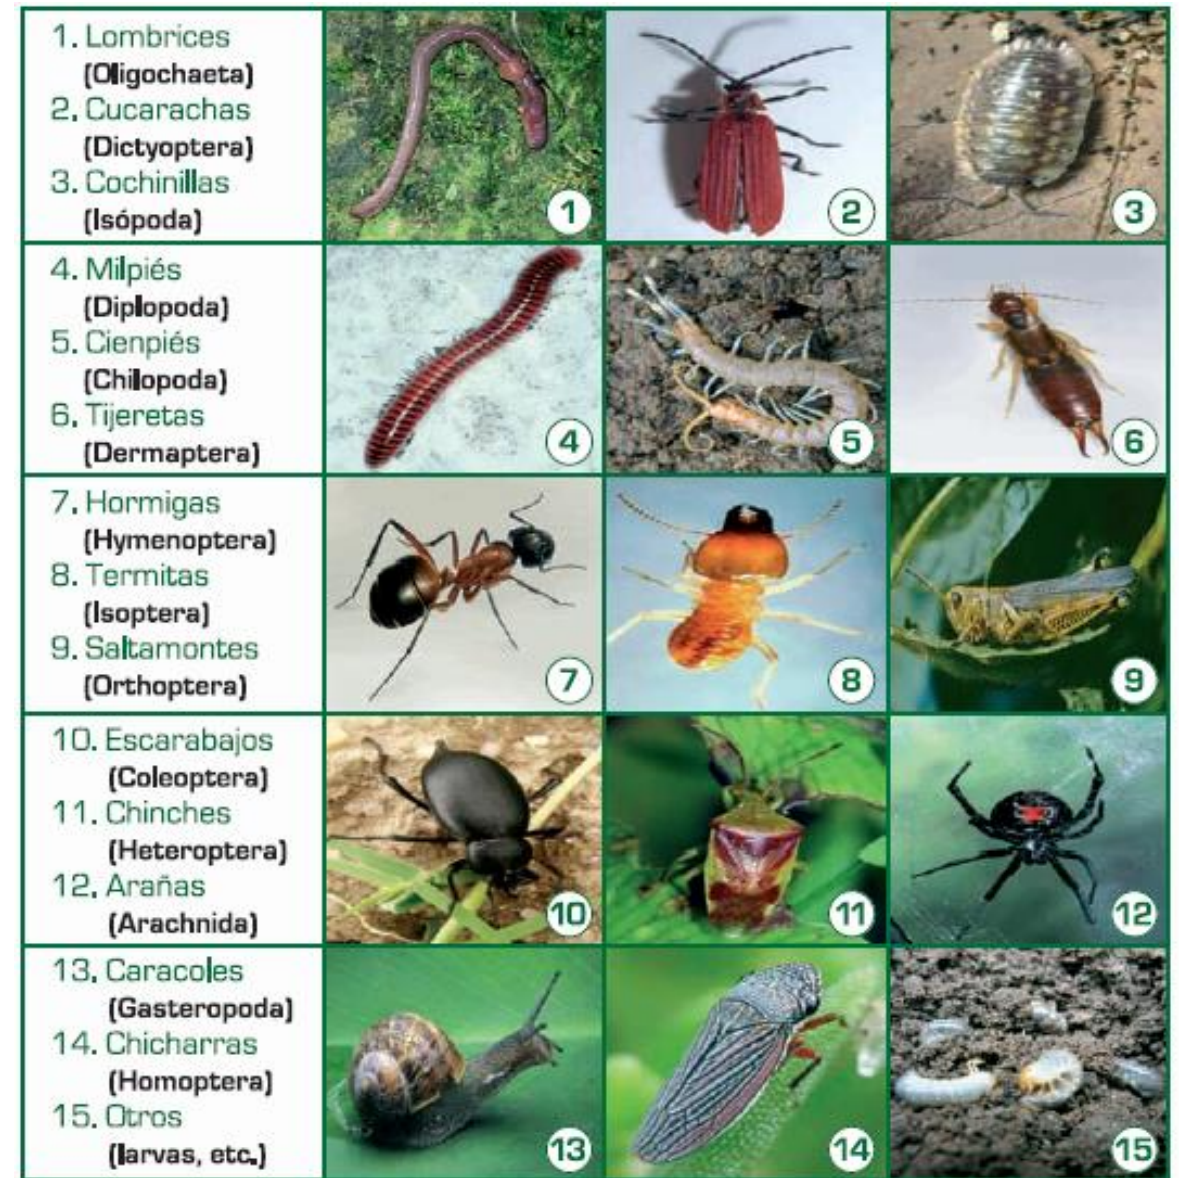 1. Lombrices
(Oligochaeta)
2. Cucarachas
(Dictyoptera)
3. Cochinillas
(Isópoda)
1
2
3
4. Milpiés
(Diplopoda)
5. Cienpiés
(Chilopoda)
6. Tijeretas
(Dermaptera)
4
5
6
7. Hormigas
(Hymenoptera)
8. Termitas
(Isoptera)
9. Saltamontes
(Orthoptera)
7
8
9
10. Escarabajos
(Coleoptera)
11. Chinches
(Heteroptera)
12. Arañas
(Arachnida)
10
11
12
13. Caracoles
(Gasteropoda)
14. Chicharras
(Homoptera)
15. Otros
(larvas, etc.)
13
14
15